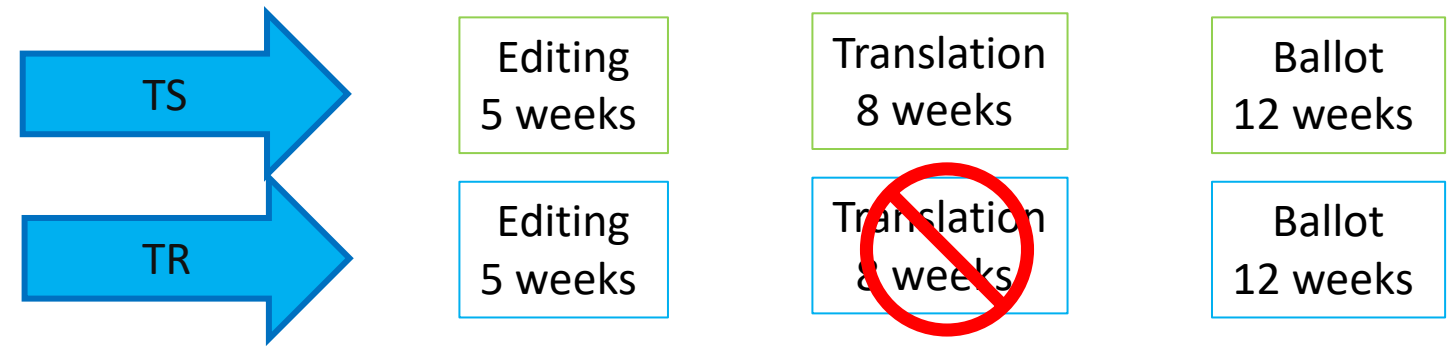 TS
Editing
5 weeks
Translation
8 weeks
Ballot
12 weeks
TR
Editing
5 weeks
Translation
8 weeks
Ballot
12 weeks